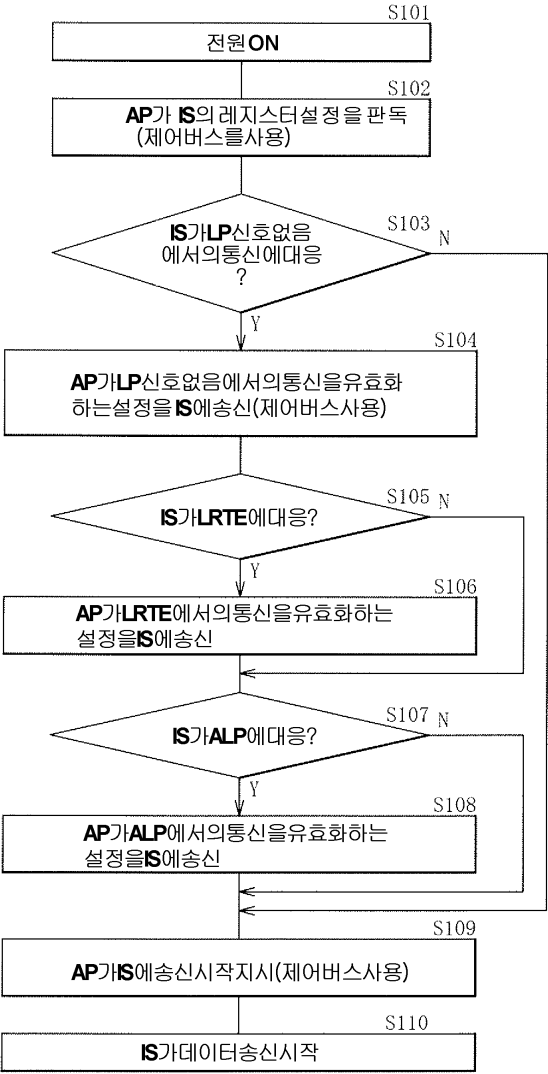 S101
전원ON
S102
AP가 IS의레지스터설정을판독
(제어버스를사용)
S103
IS가LP신호없음
에서의통신에대응
?
N
Y
S104
AP가LP신호없음에서의통신을유효화
하는설정을IS에송신(제어버스사용)
S105
N
IS가LRTE에대응?
Y
S106
AP가LRTE에서의통신을유효화하는
설정을IS에송신
S107
N
IS가ALP에대응?
Y
S108
AP가ALP에서의통신을유효화하는
설정을IS에송신
S109
AP가IS에송신시작지시(제어버스사용)
S110
IS가데이터송신시작